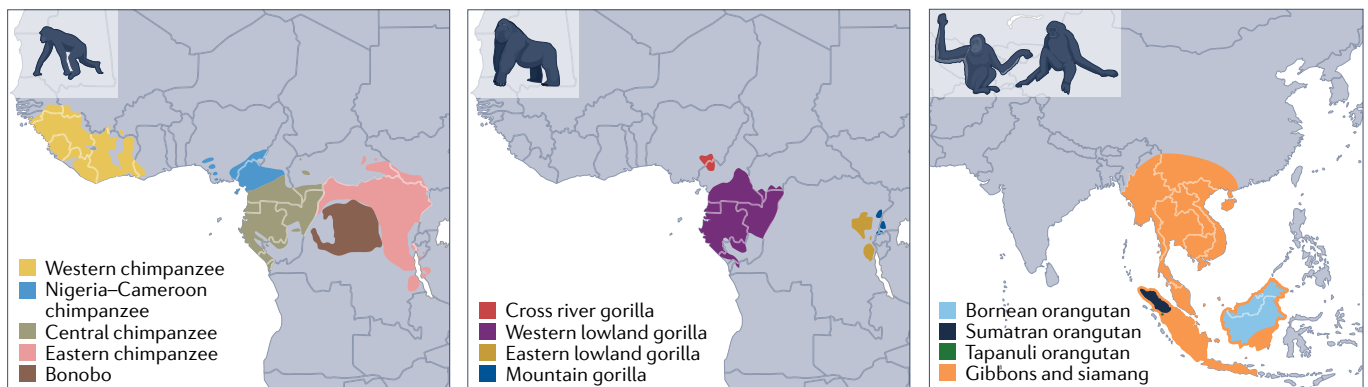 Western chimpanzee
Nigeria–Cameroon
chimpanzee
Central chimpanzee
Eastern chimpanzee
Bonobo
Cross river gorilla
Western lowland gorilla
Eastern lowland gorilla
Mountain gorilla
Bornean orangutan
Sumatran orangutan
Tapanuli orangutan
Gibbons and siamang